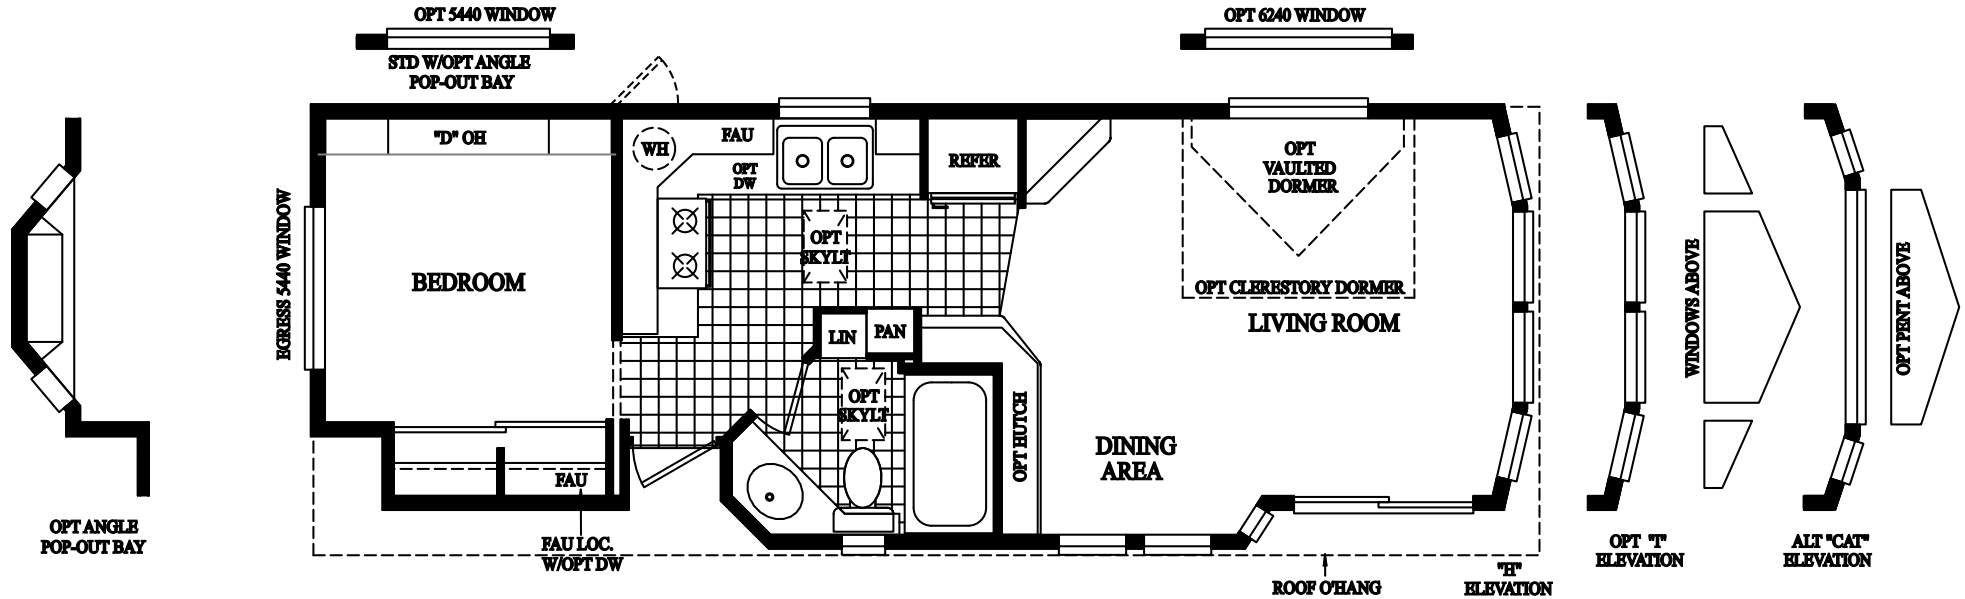 OPT 5440 WINDOW
STD W/OPT ANGLE
POP-OUT BAY
OPT 6240 WINDOW
"D" OH
WH
FAU
OPT
DW
REFER
OPT
VAULTED
DORMER
OPT
SKYLT
EGRESS 5440 WINDOW
BEDROOM
OPT CLERESTORY DORMER
LIVING ROOM
LIN
PAN
OPT
SKYLT
OPT HUTCH
DINING
AREA
WINDOWS ABOVE
OPT PENT ABOVE
FAU
OPT ANGLE
POP-OUT BAY
FAU LOC.
W/OPT DW
ROOF O'HANG
"H"
ELEVATION
OPT "T"
ELEVATION
ALT "CAT"
ELEVATION